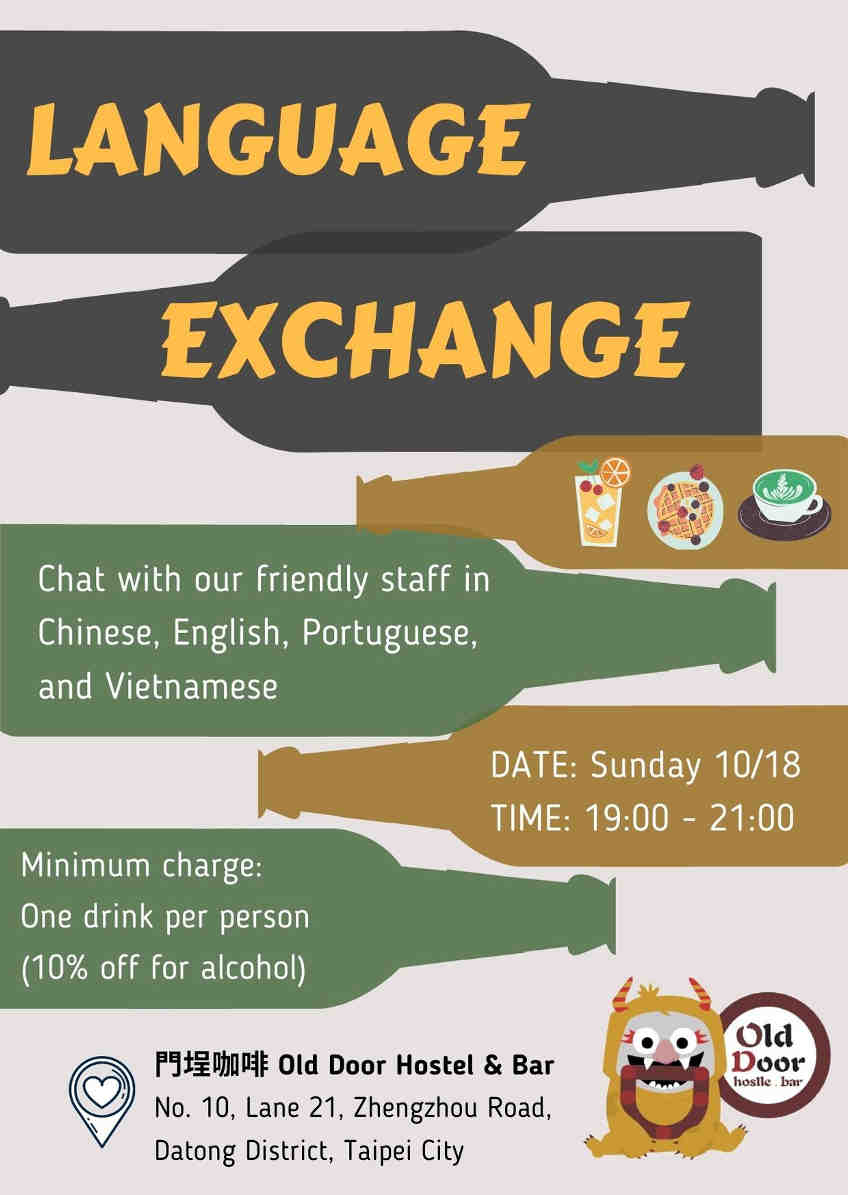 LANGUAGE
EXCHANGE
Chat with our friendly staff in
Chinese, English, Portuguese,
and Vietnamese
DATE: Sunday 10/18
TIME: 19:00 - 21:00
Minimum charge:
One drink per person
(10% off for alcohol)
門埕咖啡 Old Door Hostel & Bar
No. 10, Lane 21, Zhengzhou Road,
Datong District, Taipei City
Old
Door
hostle . bar